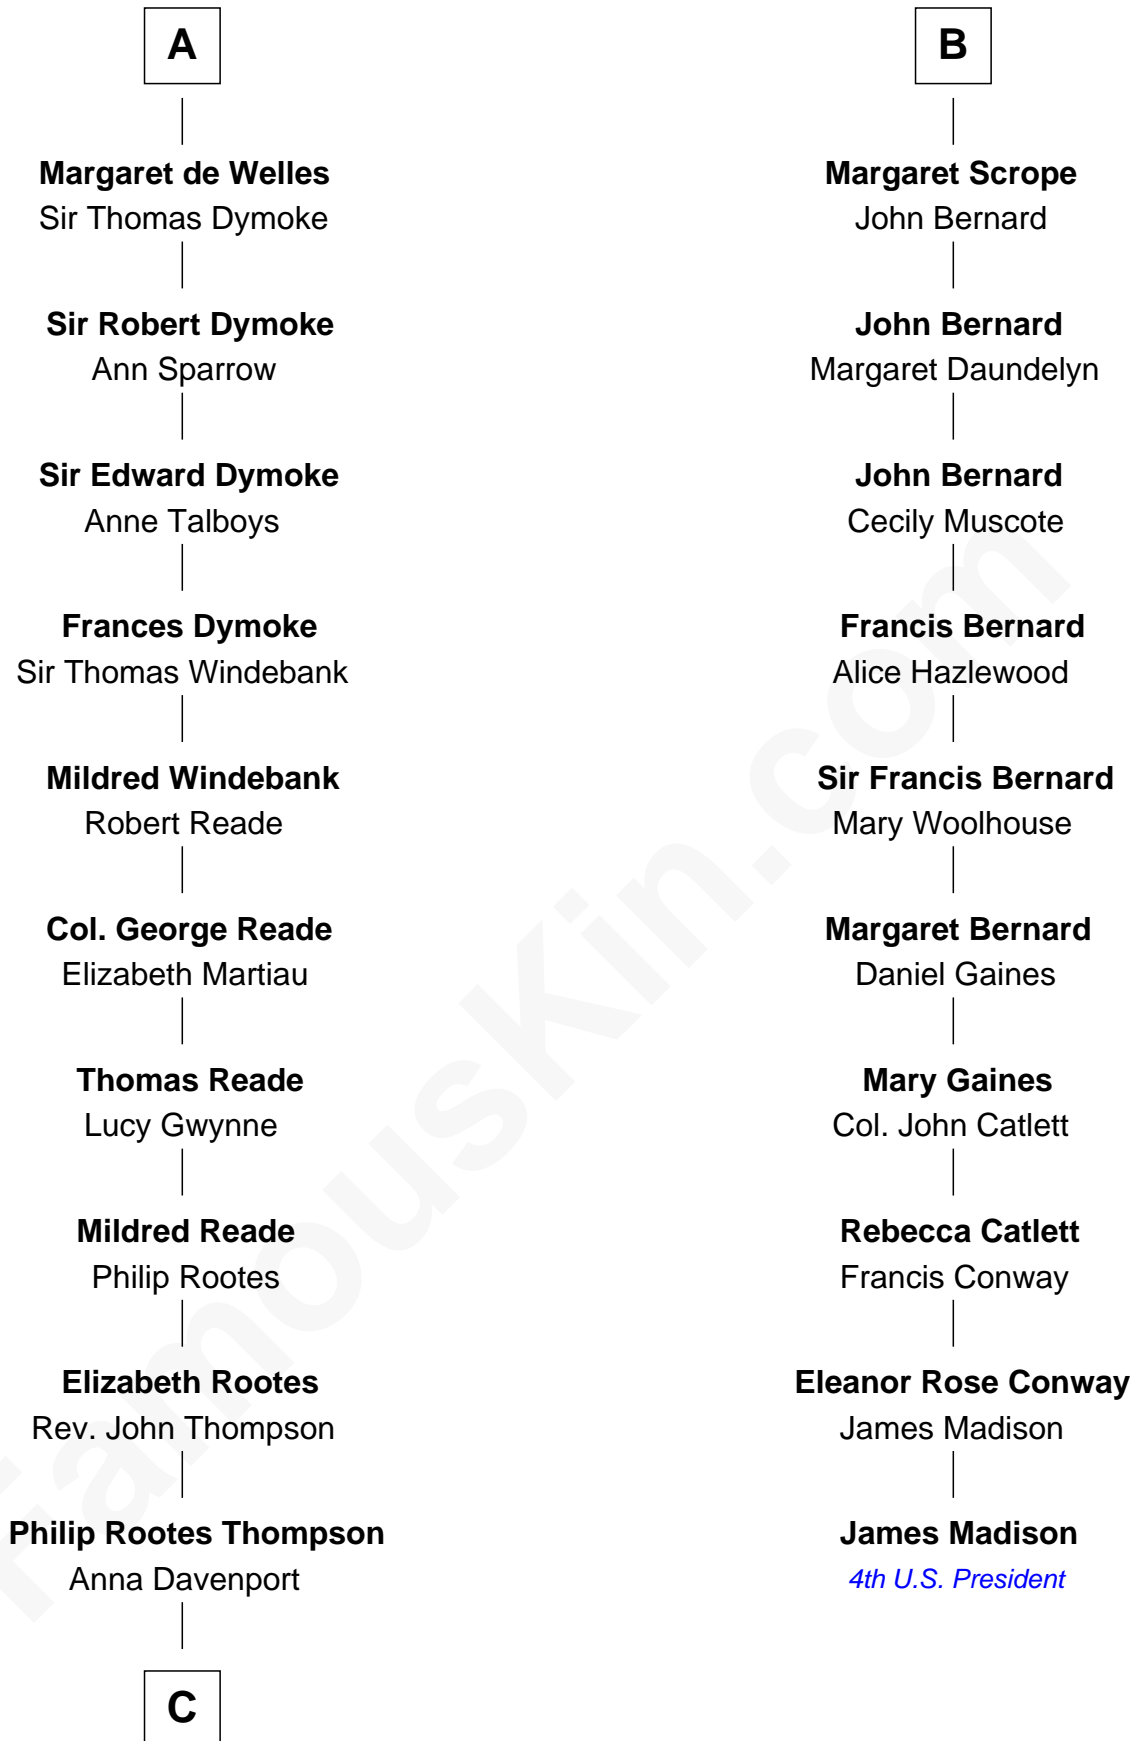 A
Margaret de Welles
Sir Thomas Dymoke
Sir Robert Dymoke
Ann Sparrow
Sir Edward Dymoke
Anne Talboys
Frances Dymoke
Sir Thomas Windebank
Mildred Windebank
Robert Reade
Col. George Reade
Elizabeth Martiau
Thomas Reade
Lucy Gwynne
Mildred Reade
Philip Rootes
Elizabeth Rootes
Rev. John Thompson
Philip Rootes Thompson
Anna Davenport
C
B
Margaret Scrope
John Bernard
John Bernard
Margaret Daundelyn
John Bernard
Cecily Muscote
Francis Bernard
Alice Hazlewood
Sir Francis Bernard
Mary Woolhouse
Margaret Bernard
Daniel Gaines
Mary Gaines
Col. John Catlett
Rebecca Catlett
Francis Conway
Eleanor Rose Conway
James Madison
James Madison
4th U.S. President
FamousKin.com